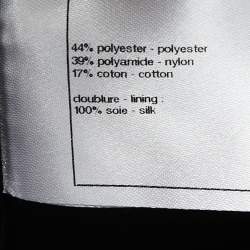 44% polyester - polyester
39% polyamide - nylon
17% coton - cotton
doublure - lining :
100% soie - silk